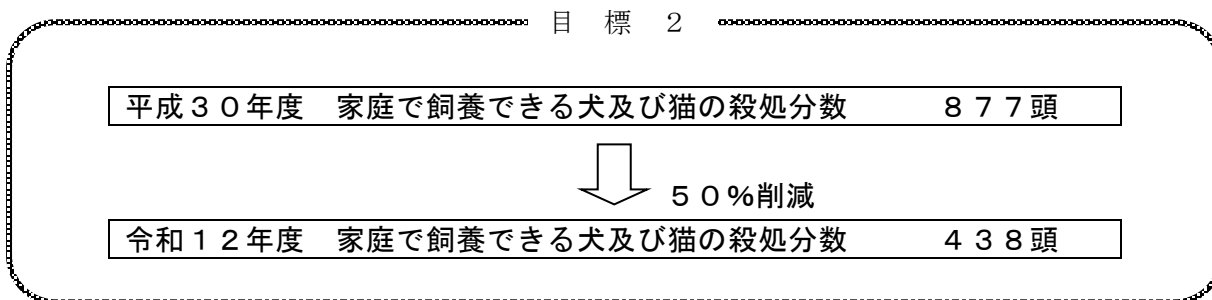 目　標　２
平成３０年度　家庭で飼養できる犬及び猫の殺処分数　　　８７７頭
５０％削減
令和１２年度　家庭で飼養できる犬及び猫の殺処分数　　　４３８頭